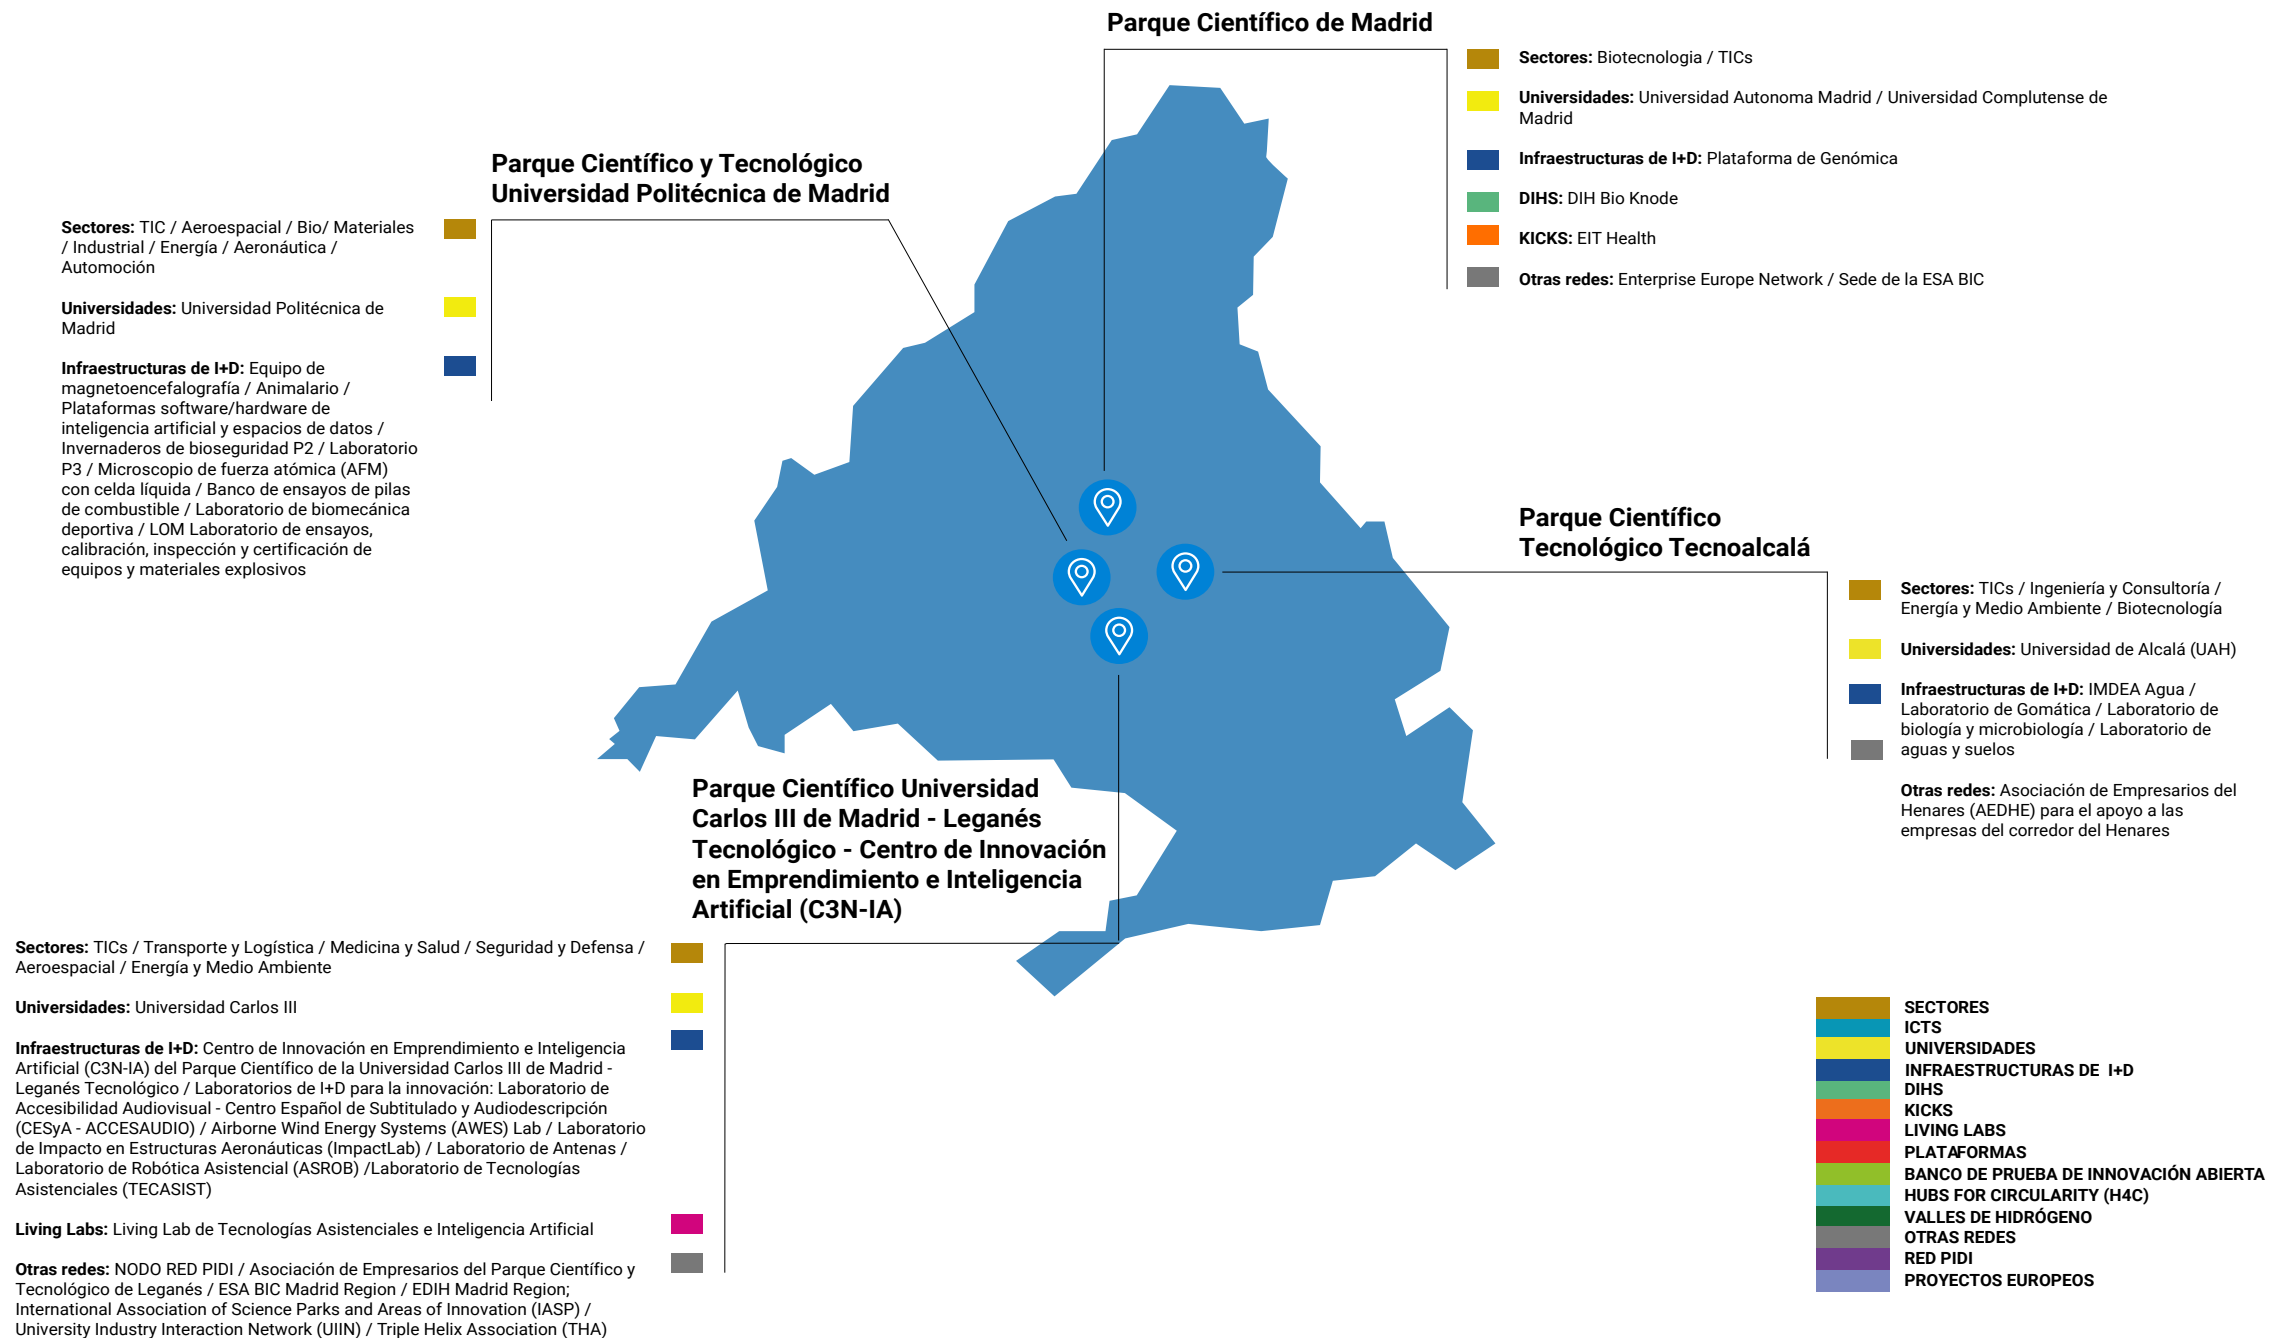 Parque Científico de Madrid
Sectores: Biotecnologia / TICs
Universidades: Universidad Autonoma Madrid / Universidad Complutense de
Madrid
Infraestructuras de I+D: Plataforma de Genómica
DIHS: DIH Bio Knode
KICKS: EIT Health
Otras redes: Enterprise Europe Network / Sede de la ESA BIC
Parque Científico y Tecnológico
Universidad Politécnica de Madrid
Sectores: TIC / Aeroespacial / Bio/ Materiales
/ Industrial / Energía / Aeronáutica /
Automoción
Universidades: Universidad Politécnica de
Madrid
Infraestructuras de I+D: Equipo de
magnetoencefalografía / Animalario /
Plataformas software/hardware de
inteligencia artificial y espacios de datos /
Invernaderos de bioseguridad P2 / Laboratorio
P3 / Microscopio de fuerza atómica (AFM)
con celda líquida / Banco de ensayos de pilas
de combustible / Laboratorio de biomecánica
deportiva / LOM Laboratorio de ensayos,
calibración, inspección y certificación de
equipos y materiales explosivos
Parque Científico
Tecnológico Tecnoalcalá
Sectores: TICs / Ingeniería y Consultoría /
Energía y Medio Ambiente / Biotecnología
Universidades: Universidad de Alcalá (UAH)
Infraestructuras de I+D: IMDEA Agua /
Laboratorio de Gomática / Laboratorio de
biología y microbiología / Laboratorio de
aguas y suelos
Otras redes: Asociación de Empresarios del
Henares (AEDHE) para el apoyo a las
empresas del corredor del Henares
Parque Científico Universidad
Carlos III de Madrid - Leganés
Tecnológico - Centro de Innovación
en Emprendimiento e Inteligencia
Artificial (C3N-IA)
Sectores: TICs / Transporte y Logística / Medicina y Salud / Seguridad y Defensa /
Aeroespacial / Energía y Medio Ambiente
Universidades: Universidad Carlos III
Infraestructuras de I+D: Centro de Innovación en Emprendimiento e Inteligencia
Artificial (C3N-IA) del Parque Científico de la Universidad Carlos III de Madrid -
Leganés Tecnológico / Laboratorios de I+D para la innovación: Laboratorio de
Accesibilidad Audiovisual - Centro Español de Subtitulado y Audiodescripción
(CESyA - ACCESAUDIO) / Airborne Wind Energy Systems (AWES) Lab / Laboratorio
de Impacto en Estructuras Aeronáuticas (ImpactLab) / Laboratorio de Antenas /
Laboratorio de Robótica Asistencial (ASROB) /Laboratorio de Tecnologías
Asistenciales (TECASIST)
Living Labs: Living Lab de Tecnologías Asistenciales e Inteligencia Artificial
Otras redes: NODO RED PIDI / Asociación de Empresarios del Parque Científico y
Tecnológico de Leganés / ESA BIC Madrid Region / EDIH Madrid Region;
International Association of Science Parks and Areas of Innovation (IASP) /
University Industry Interaction Network (UIIN) / Triple Helix Association (THA)
SECTORES
ICTS
UNIVERSIDADES
INFRAESTRUCTURAS DE I+D
DIHS
KICKS
LIVING LABS
PLATAFORMAS
BANCO DE PRUEBA DE INNOVACIÓN ABIERTA
HUBS FOR CIRCULARITY (H4C)
VALLES DE HIDRÓGENO
OTRAS REDES
RED PIDI
PROYECTOS EUROPEOS